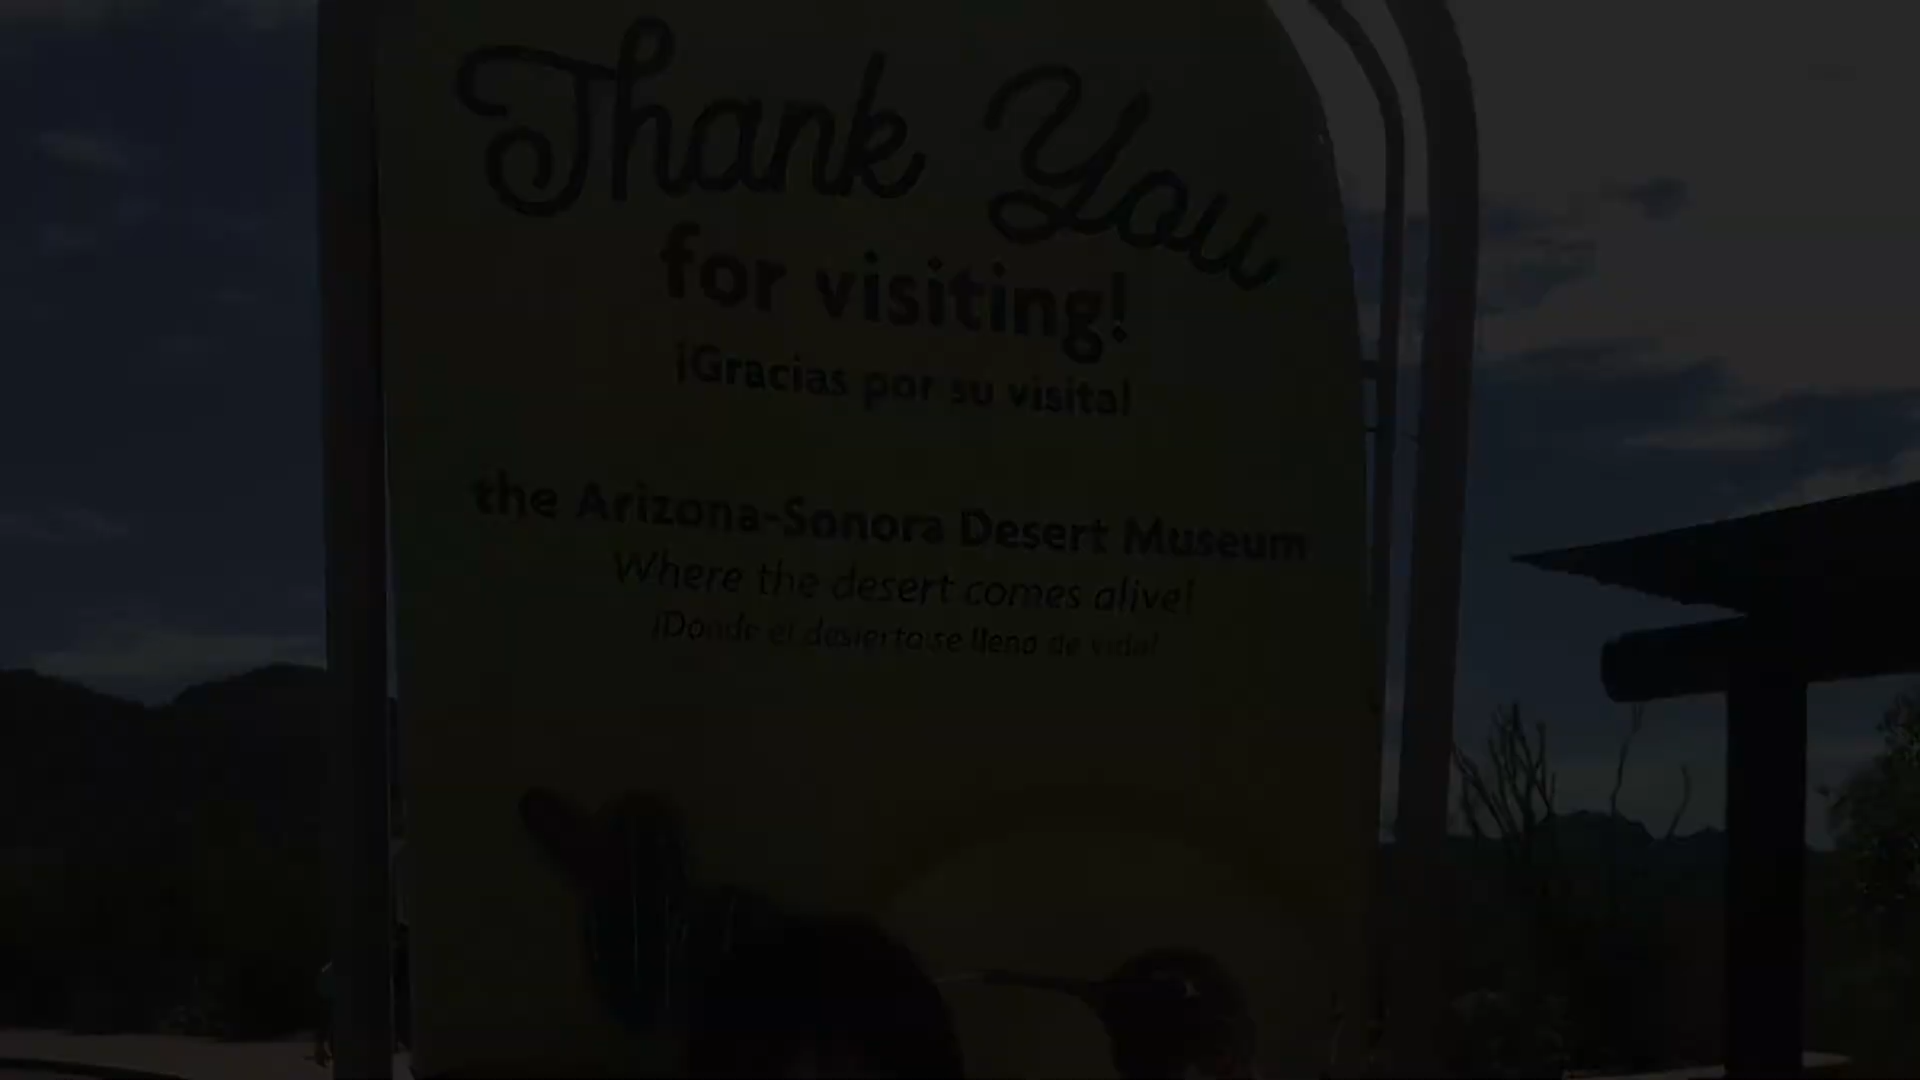 Thank You
for visiting!
¡Gracias por su visita!
the Arizona-Sonora Desert Museum
Where the desert comes alive!
¡Donde el desierto se llena de vida!